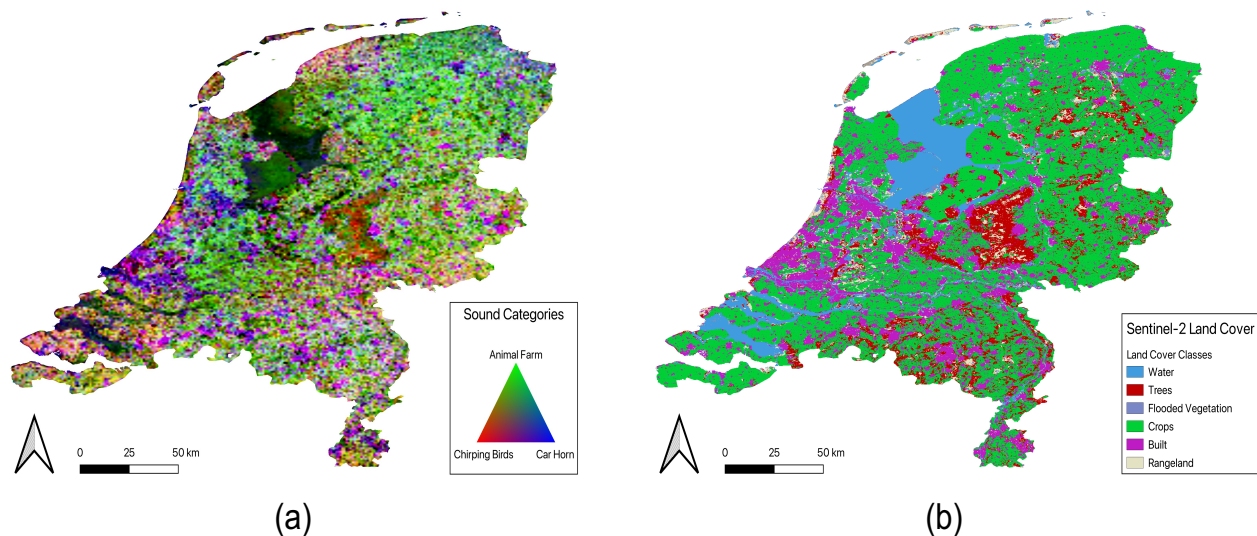 Sound Categories
Animal Farm
Chirping Birds
Car Horn
0 25 50 km
(a)
Sentinel-2 Land Cover
Land Cover Classes
Water
Trees
Flooded Vegetation
Crops
Built
Rangeland
0 25 50 km
(b)